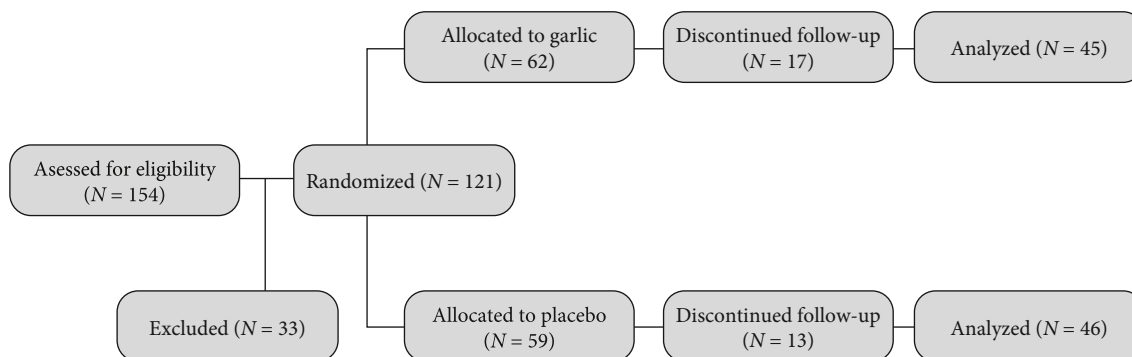 Allocated to garlic
(N = 62)
Discontinued follow-up
(N = 17)
Analyzed (N = 45)
Asessed for eligibility
(N = 154)
Randomized (N = 121)
Excluded (N = 33)
Allocated to placebo
(N = 59)
Discontinued follow-up
(N = 13)
Analyzed (N = 46)